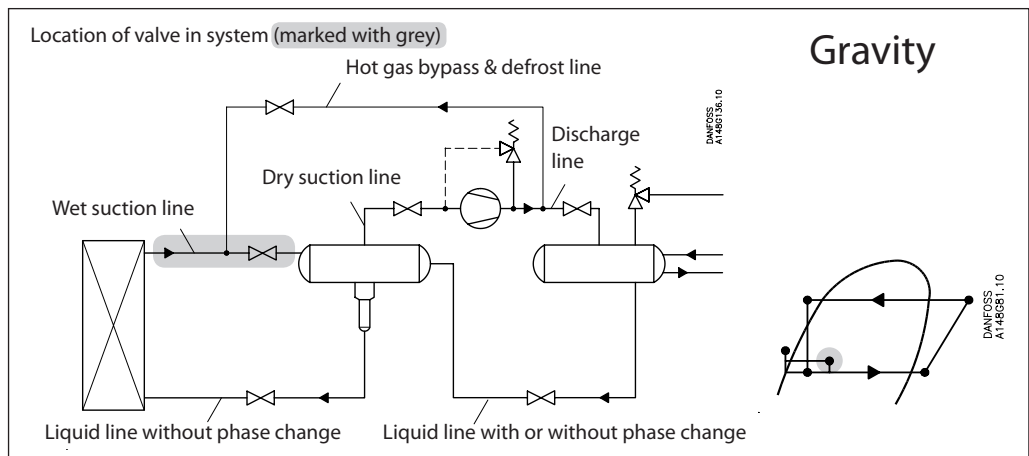 Location of valve in system (marked with grey)
Gravity
Hot gas bypass & defrost line
DANFOSS
A148G136.10
Discharge
line
Dry suction line
Wet suction line
DANFOSS
A148G81.10
Liquid line without phase change
Liquid line with or without phase change